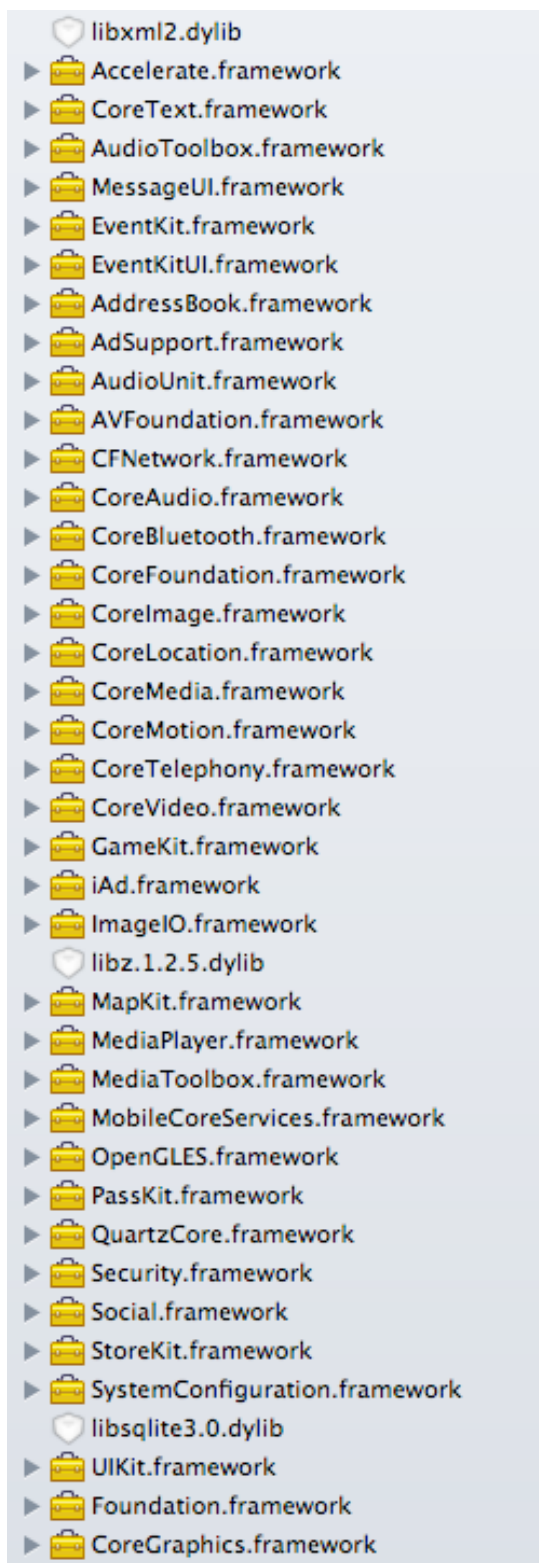 libxml2.dylib
Accelerate.framework
CoreText.framework
AudioToolbox.framework
MessageUI.framework
EventKit.framework
EventKitUI.framework
AddressBook.framework
AdSupport.framework
AudioUnit.framework
AVFoundation.framework
CFNetwork.framework
CoreAudio.framework
CoreBluetooth.framework
CoreFoundation.framework
CoreImage.framework
CoreLocation.framework
CoreMedia.framework
CoreMotion.framework
CoreTelephony.framework
CoreVideo.framework
GameKit.framework
iAd.framework
ImageIO.framework
libz.1.2.5.dylib
MapKit.framework
MediaPlayer.framework
MediaToolbox.framework
MobileCoreServices.framework
OpenGLES.framework
PassKit.framework
QuartzCore.framework
Security.framework
Social.framework
StoreKit.framework
SystemConfiguration.framework
libsqlite3.0.dylib
UIKit.framework
Foundation.framework
CoreGraphics.framework